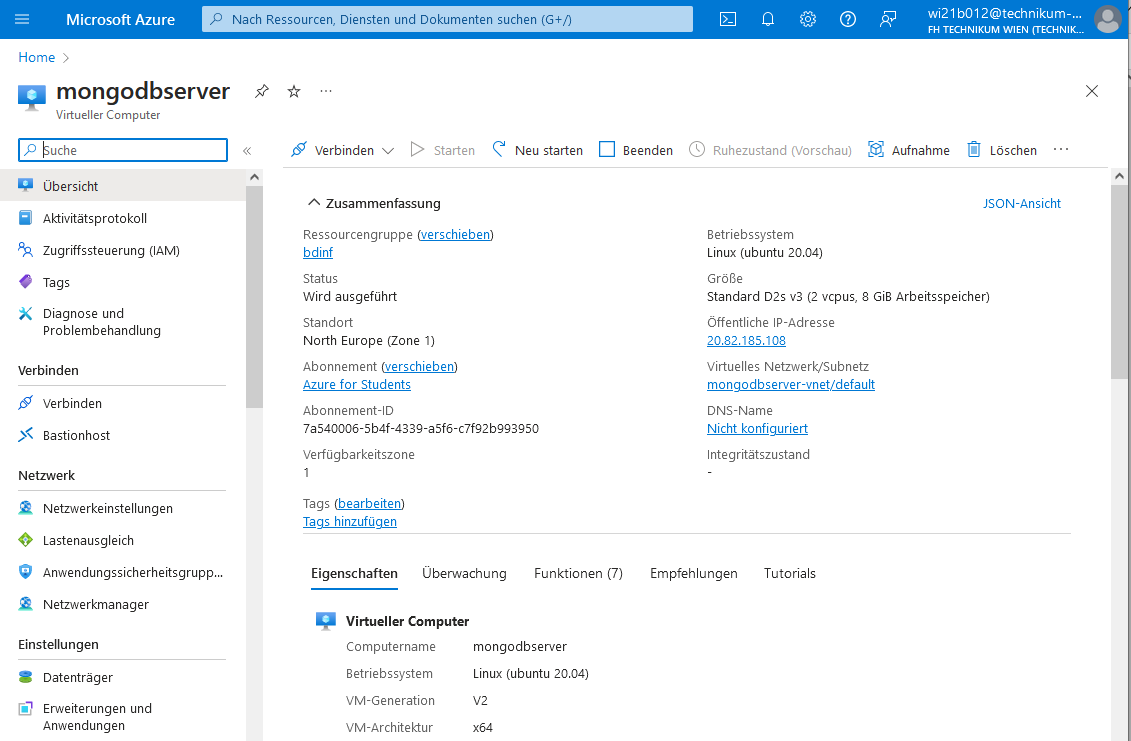 Microsoft Azure
Nach Ressourcen, Diensten und Dokumenten suchen (G+/)
wi21b012@technikum-...
FH TECHNIKUM WIEN (TECHNIK...
Home
mongodbserver
Virtueller Computer
Suche
Übersicht
Aktivitätsprotokoll
Zugriffssteuerung (IAM)
Tags
Diagnose und
Problembehandlung
Verbinden
Verbinden
Bastionhost
Netzwerk
Netzwerkeinstellungen
Lastenausgleich
Anwendungssicherheitsgrupp...
Netzwerkmanager
Einstellungen
Datenträger
Erweiterungen und
Anwendungen
Verbinden
Starten
Neu starten
Beenden
Ruhezustand (Vorschau)
Aufnahme
Löschen
Zusammenfassung
JSON-Ansicht
Ressourcengruppe (verschieben)
bdinf
Status
Wird ausgeführt
Standort
North Europe (Zone 1)
Abonnement (verschieben)
Azure for Students
Abonnement-ID
7a540006-5b4f-4339-a5f6-c7f92b993950
Verfügbarkeitszone
1
Betriebssystem
Linux (ubuntu 20.04)
Größe
Standard D2s v3 (2 vcpus, 8 GiB Arbeitsspeicher)
Öffentliche IP-Adresse
20.82.185.108
Virtuelles Netzwerk/Subnetz
mongodbserver-vnet/default
DNS-Name
Nicht konfiguriert
Integritätszustand
-
Tags (bearbeiten)
Tags hinzufügen
Eigenschaften
Überwachung
Funktionen (7)
Empfehlungen
Tutorials
Virtueller Computer
Computername mongodbserver
Betriebssystem Linux (ubuntu 20.04)
VM-Generation V2
VM-Architektur x64